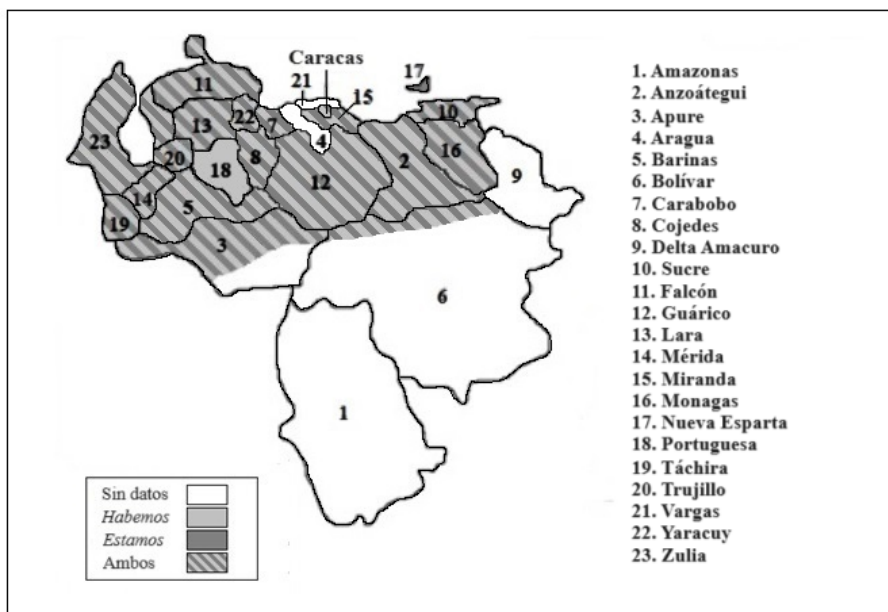 Caracas
17
21
11
15
22
10
7
13
4
23
20
18
8
2
16
12
9
14
5
19
3
6
1
Sin datos
Habemos
Estamos
Ambos
1. Amazonas
2. Anzoátegui
3. Apure
4. Aragua
5. Barinas
6. Bolívar
7. Carabobo
8. Cojedes
9. Delta Amacuro
10. Sucre
11. Falcón
12. Guárico
13. Lara
14. Mérida
15. Miranda
16. Monagas
17. Nueva Esparta
18. Portuguesa
19. Táchira
20. Trujillo
21. Vargas
22. Yaracuy
23. Zulia